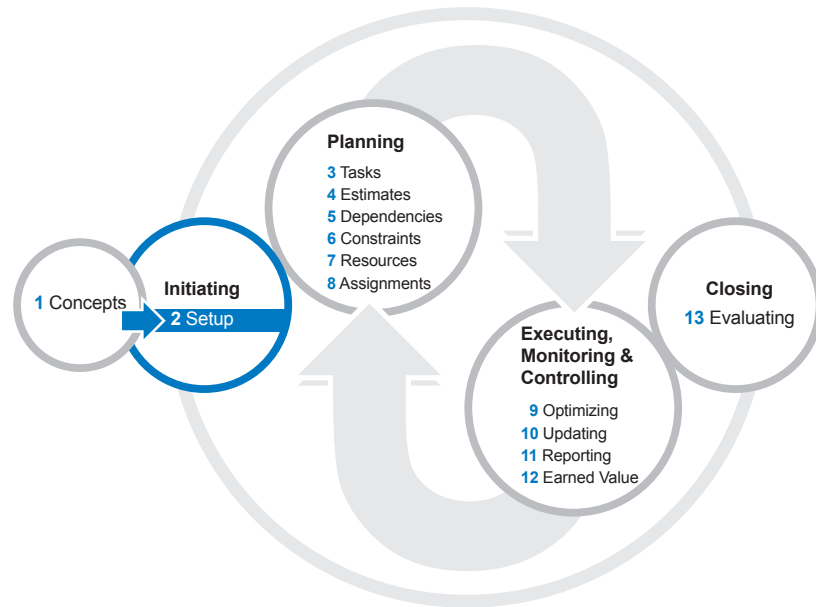 1 Concepts
Initiating
2 Setup
Planning
3 Tasks
4 Estimates
5 Dependencies
6 Constraints
7 Resources
8 Assignments
Executing,
Monitoring &
Controlling
9 Optimizing
10 Updating
11 Reporting
12 Earned Value
Closing
13 Evaluating